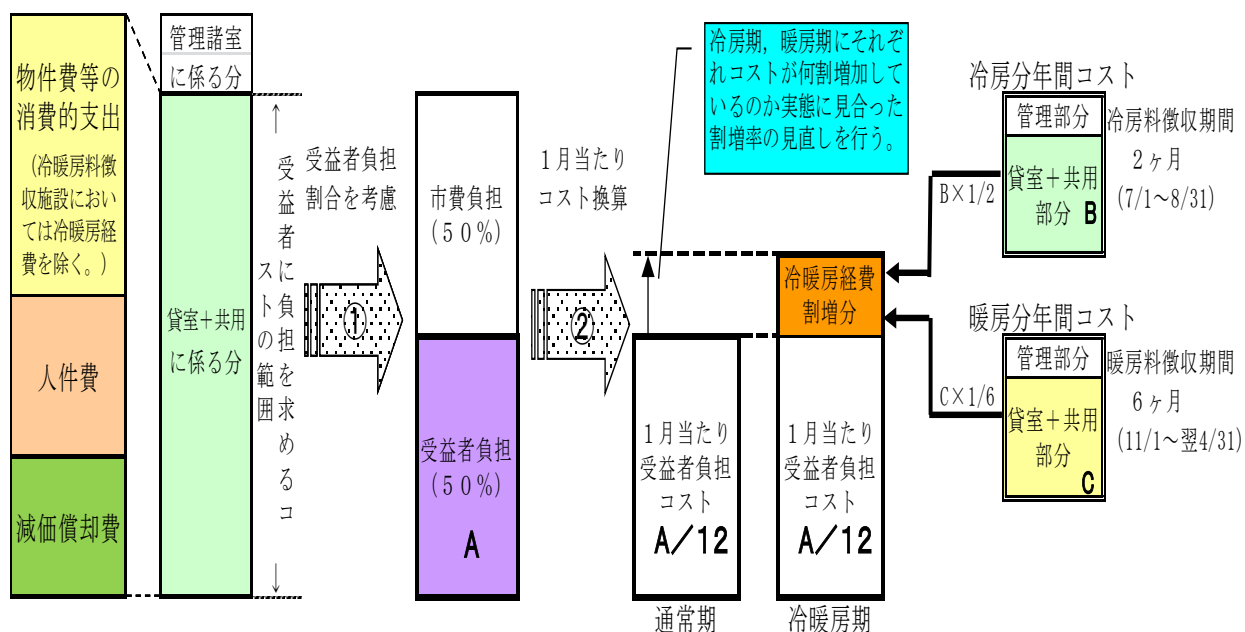 物件費等の
消費的支出
(冷暖房料徴
収施設におい
ては冷暖房経
費を除く。)
人件費
減価償却費
管理諸室
に係る分
貸室＋共用
に係る分
受益者に負担を求めるコ
ストの範囲
受益者負担
割合を考慮
①
市費負担
(50%)
受益者負担
(50%)
A
1月当たり
コスト換算
②
冷房期，暖房期にそれぞ
れコストが何割増加して
いるのか実態に見合った
割増率の見直しを行う。
1月当たり
受益者負担
コスト
A／12
通常期
冷暖房経費
割増分
1月当たり
受益者負担
コスト
A／12
冷暖房期
冷房分年間コスト
管理部分
貸室＋共用
部分 B
B×1/2
冷房料徴収期間
2ヶ月
(7/1～8/31)
暖房分年間コスト
管理部分
貸室＋共用
部分
C
C×1/6
暖房料徴収期間
6ヶ月
(11/1～翌4/31)